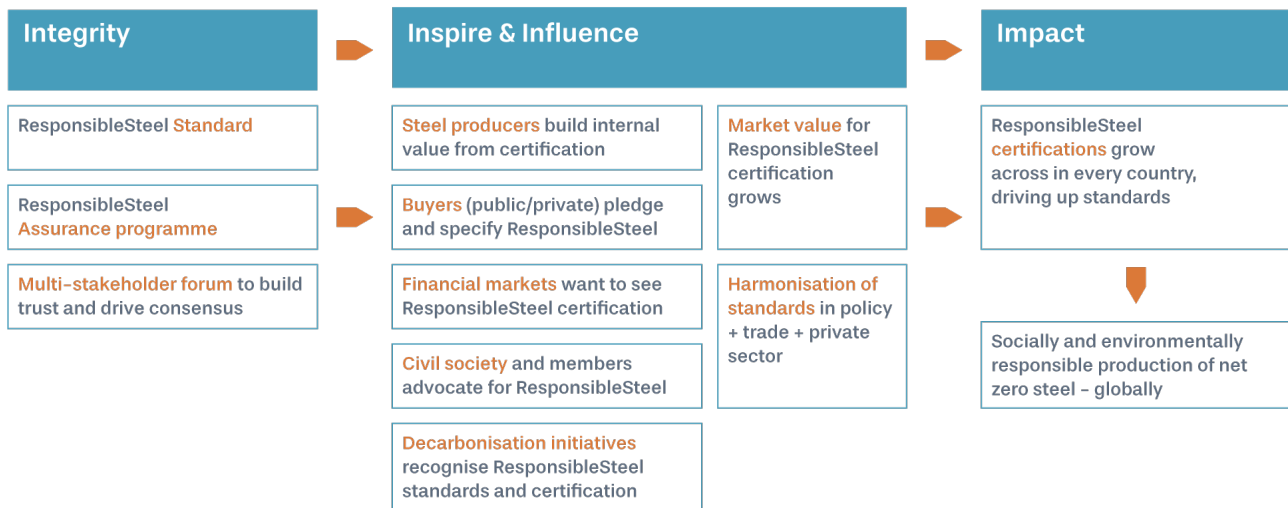 Integrity
Inspire & Influence
Impact
ResponsibleSteel Standard
ResponsibleSteel
Assurance programme
Multi-stakeholder forum to build
trust and drive consensus
Steel producers build internal
value from certification
Buyers (public/private) pledge
and specify ResponsibleSteel
Financial markets want to see
ResponsibleSteel certification
Civil society and members
advocate for ResponsibleSteel
Decarbonisation initiatives
recognise ResponsibleSteel
standards and certification
Market value for
ResponsibleSteel
certification
grows
Harmonisation of
standards in policy
+ trade + private
sector
ResponsibleSteel
certifications grow
across in every country,
driving up standards
Socially and environmentally
responsible production of net
zero steel – globally